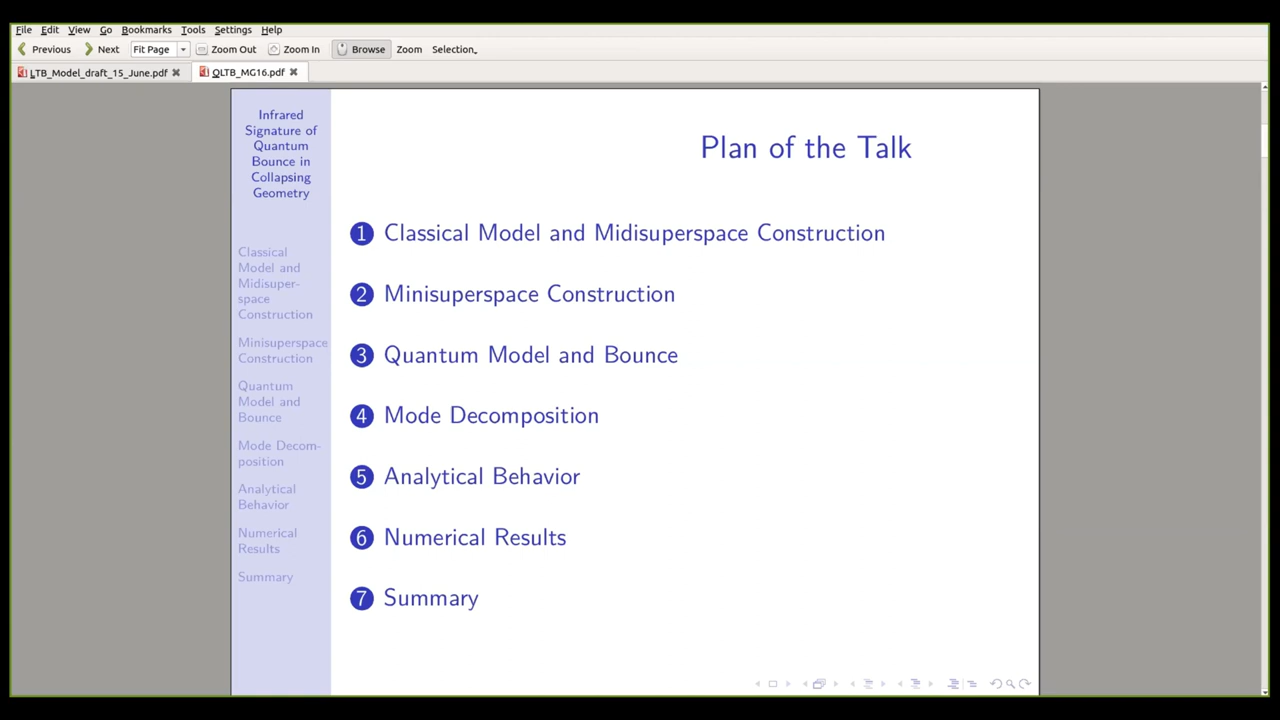 File Edit View Go Bookmarks Tools Settings Help
Previous Next Fit Page Zoom Out Zoom In Browse Zoom Selection
LTB_Model_draft_15_June.pdf QLTB_MG16.pdf
Infrared
Signature of
Quantum
Bounce in
Collapsing
Geometry
Classical
Model and
Midisuper-
space
Construction
Minisuperspace
Construction
Quantum
Model and
Bounce
Mode Decom-
position
Analytical
Behavior
Numerical
Results
Summary
Plan of the Talk
1 Classical Model and Midisuperspace Construction
2 Minisuperspace Construction
3 Quantum Model and Bounce
4 Mode Decomposition
5 Analytical Behavior
6 Numerical Results
7 Summary